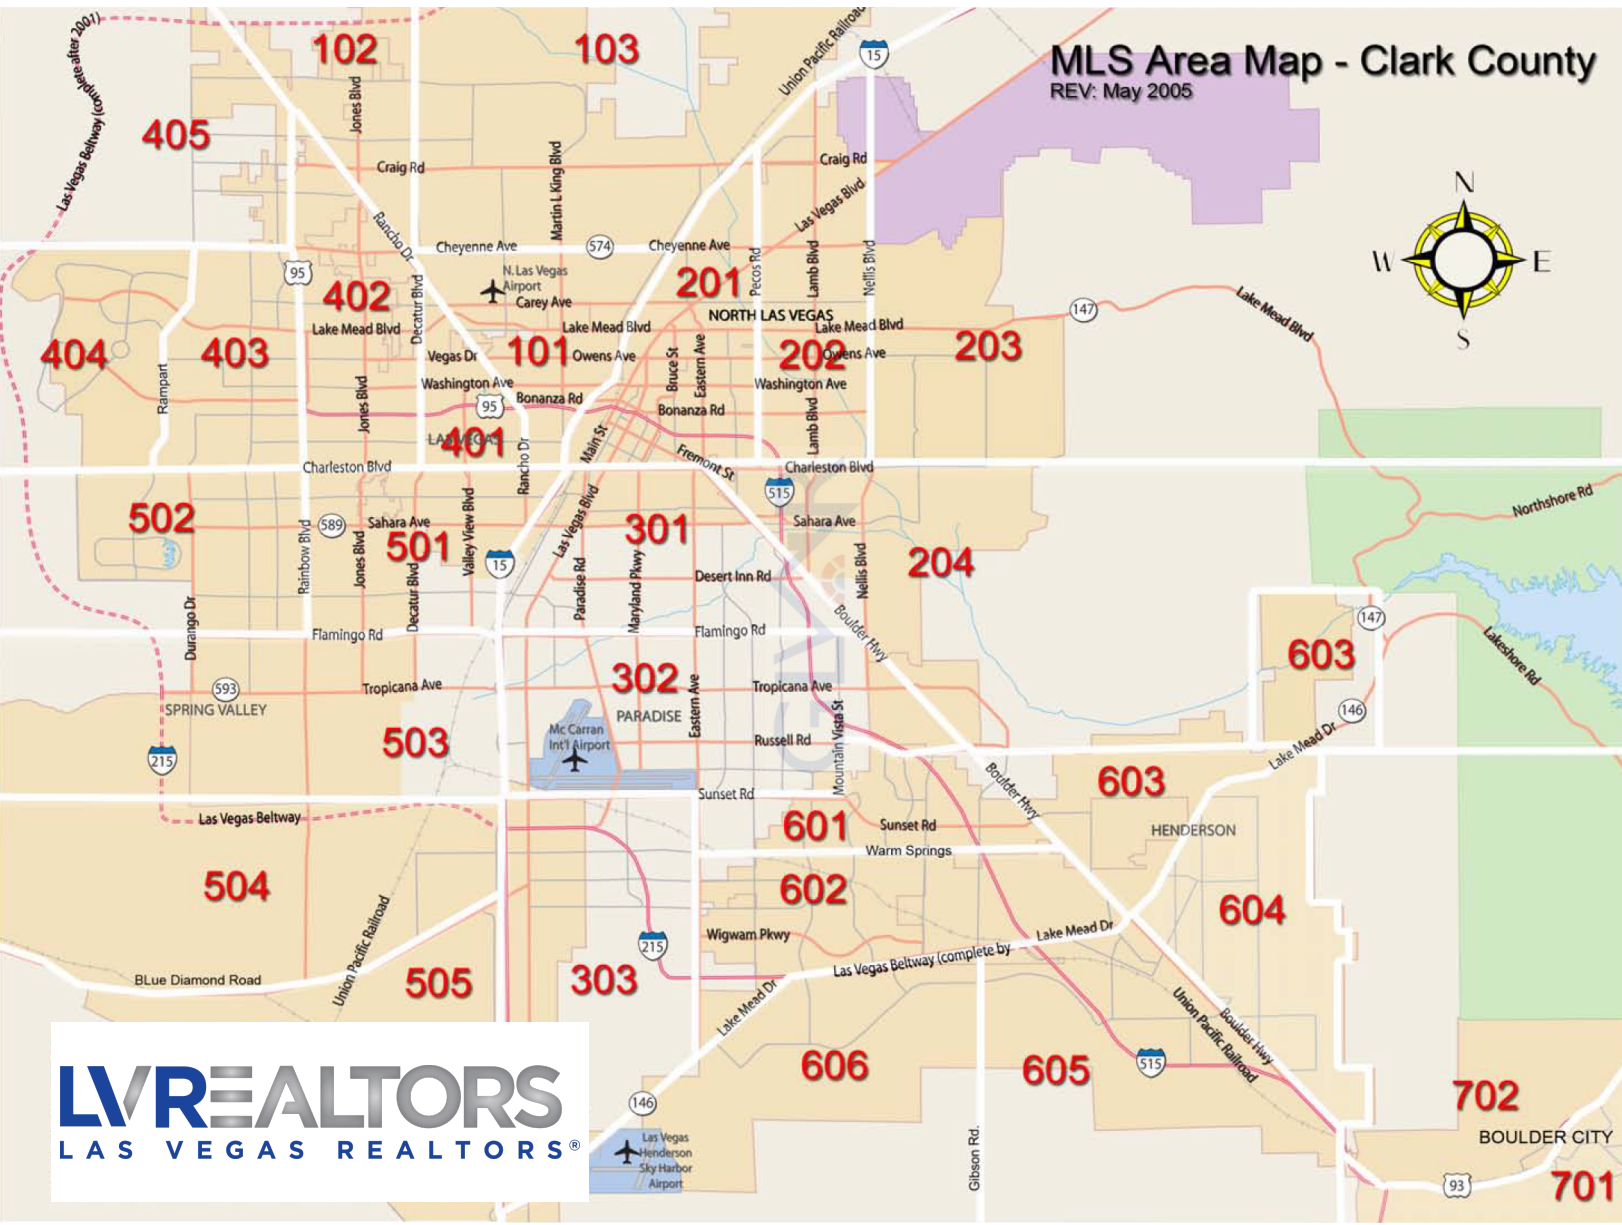 MLS Area Map - Clark County
REV: May 2005
102
103
405
Las Vegas Beltway (complete after 2001)
Union Pacific Railroad
15
Jones Blvd
Craig Rd
Martin L King Blvd
Craig Rd
Las Vegas Blvd
Rancho Dr
Cheyenne Ave
574
Cheyenne Ave
N
W
E
S
95
402
N. Las Vegas
Airport
Carey Ave
201
Pecos Rd
Lamb Blvd
Nellis Blvd
NORTH LAS VEGAS
147
Lake Mead Blvd
Decatur Blvd
Lake Mead Blvd
Lake Mead Blvd
Lake Mead Blvd
404
403
Vegas Dr
101
Owens Ave
Bruce St
Eastern Ave
202
Owens Ave
203
Rampart
Jones Blvd
Washington Ave
Washington Ave
95
Bonanza Rd
Bonanza Rd
Lamb Blvd
LAS VEGAS
401
Main St
Rancho Dr
Fremont St
Charleston Blvd
Charleston Blvd
515
Northshore Rd
502
589
Sahara Ave
501
Valley View Blvd
Las Vegas Blvd
301
Sahara Ave
204
Rainbow Blvd
Jones Blvd
Decatur Blvd
15
Paradise Rd
Maryland Pkwy
Desert Inn Rd
Nellis Blvd
Durango Dr
Flamingo Rd
Flamingo Rd
Boulder Hwy
GLVAR
147
603
Lakeshore Rd
593
Tropicana Ave
302
Eastern Ave
Tropicana Ave
SPRING VALLEY
PARADISE
146
Mc Carran
Int'l Airport
503
Russell Rd
Mountain Vista St
Lake Mead Dr
215
Boulder Hwy
603
Sunset Rd
Las Vegas Beltway
601
Sunset Rd
HENDERSON
Warm Springs
504
602
604
Union Pacific Railroad
Wigwam Pkwy
215
Lake Mead Dr
Las Vegas Beltway (complete by
BLue Diamond Road
505
303
Lake Mead Dr
Union Pacific Railroad
Boulder Hwy
606
605
515
702
146
LVREALTORS
LAS VEGAS REALTORS®
Las Vegas
Henderson
Sky Harbor
Airport
Gibson Rd.
BOULDER CITY
93
701